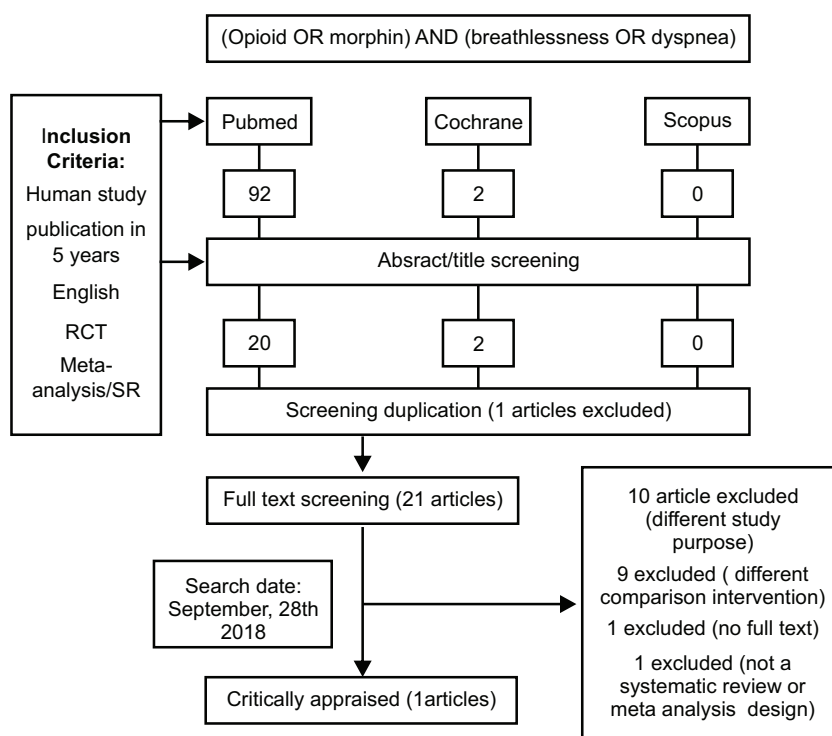 (Opioid OR morphin) AND (breathlessness OR dyspnea)
Inclusion
Criteria:
Human study
publication in
5 years
English
RCT
Meta-
analysis/SR
Pubmed
Cochrane
Scopus
92
2
0
Absract/title screening
20
2
0
Screening duplication (1 articles excluded)
Full text screening (21 articles)
10 article excluded
(different study
purpose)
9 excluded ( different
comparison intervention)
1 excluded (no full text)
1 excluded (not a
systematic review or
meta analysis design)
Search date:
September, 28th
2018
Critically appraised (1articles)